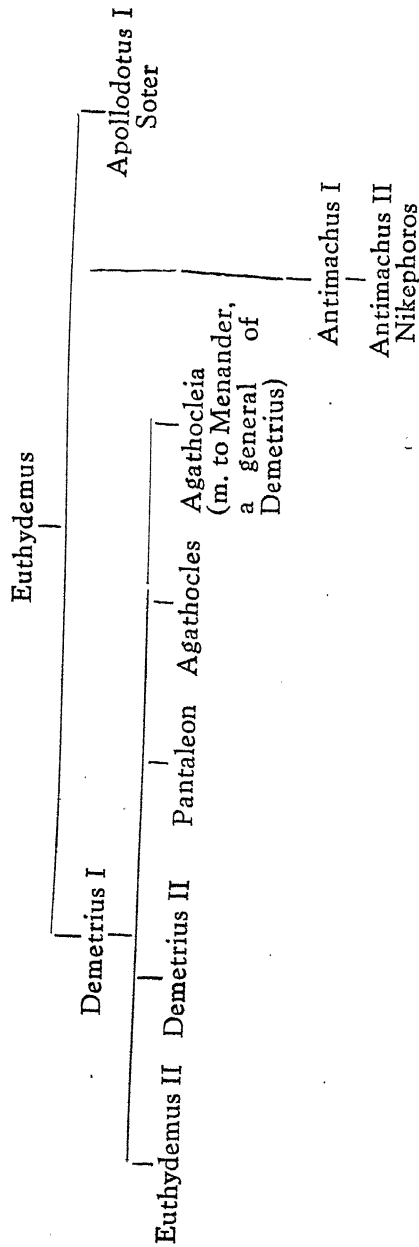 Euthydemus
Demetrius I
Apollodotus I
Soter
Euthydemus II
Demetrius II
Pantaleon
Agathocles
Agathocleia
(m. to Menander,
a general of
Demetrius)
Antimachus I
Antimachus II
Nikephoros